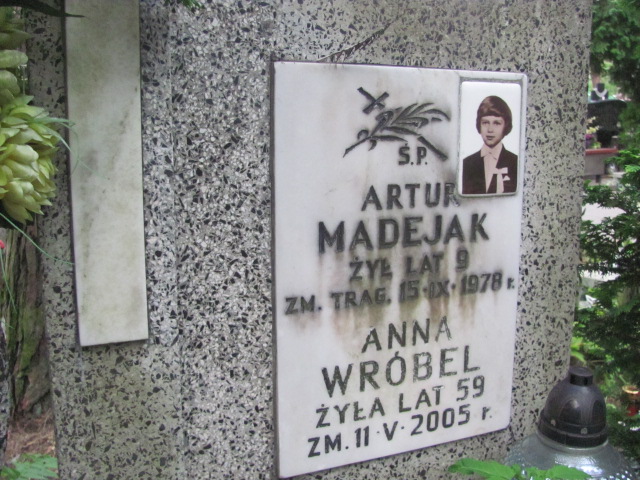 Ś.P.
ARTUR
MADEJAK
ŻYŁ LAT 9
ZM. TRAG. 15·IX·1978 r.
ANNA
WRÓBEL
ŻYŁA LAT 59
ZM. 11·V·2005 r.